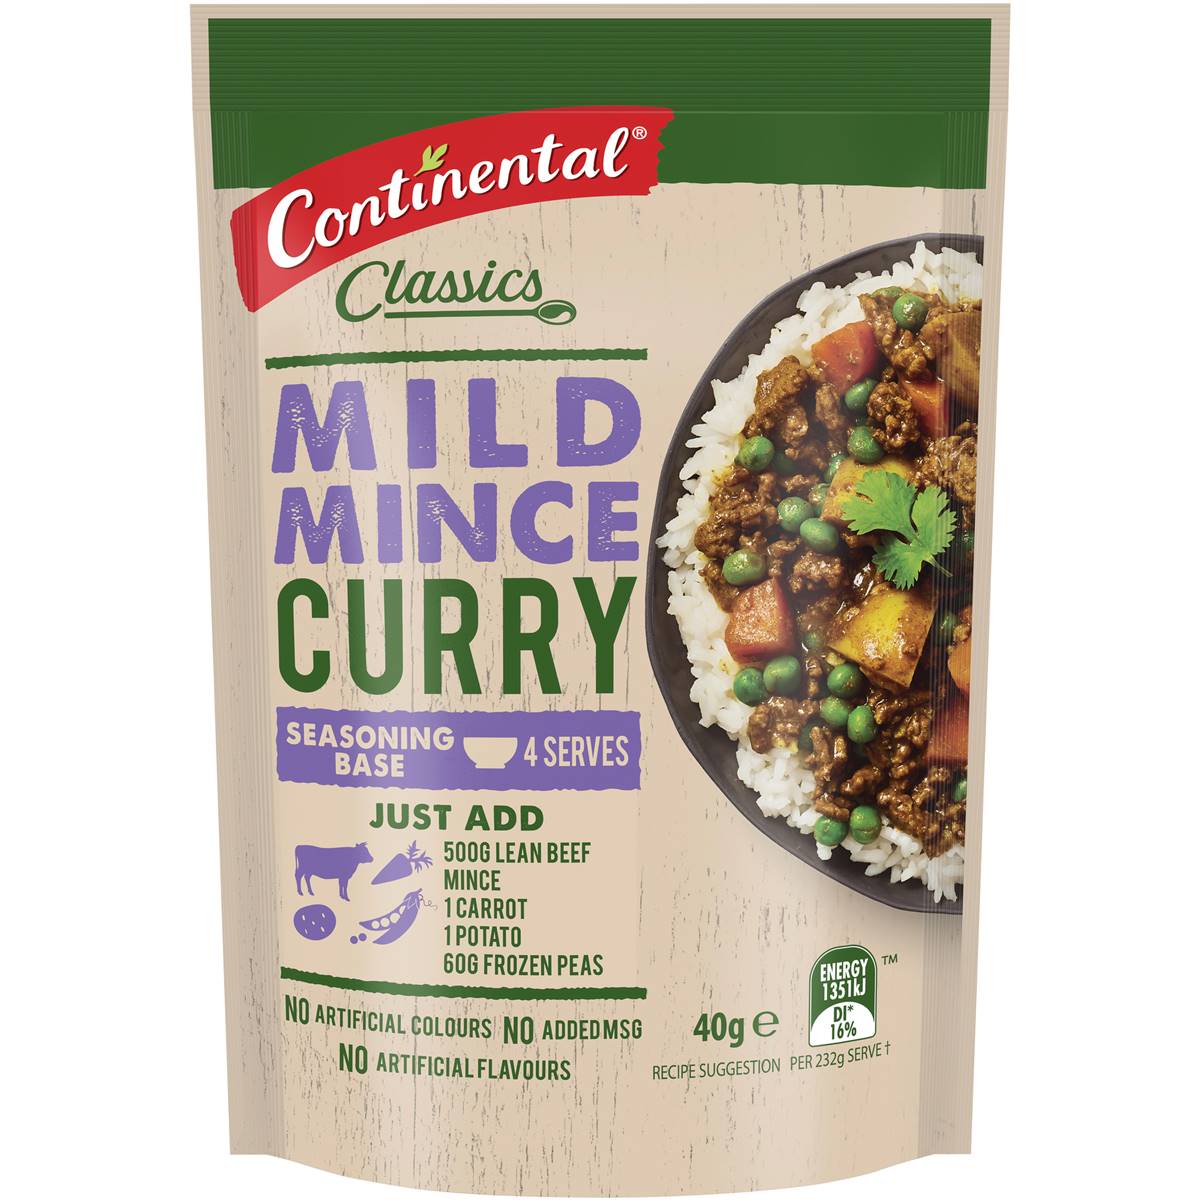 Continental®
Classics
MILD
MINCE
CURRY
SEASONING
BASE
4 SERVES
JUST ADD
500G LEAN BEEF
MINCE
1 CARROT
1 POTATO
60G FROZEN PEAS
NO ARTIFICIAL COLOURS NO ADDED MSG
NO ARTIFICIAL FLAVOURS
40g e
RECIPE SUGGESTION
ENERGY
1351kJ
DI*
16%
™
PER 232g SERVE †